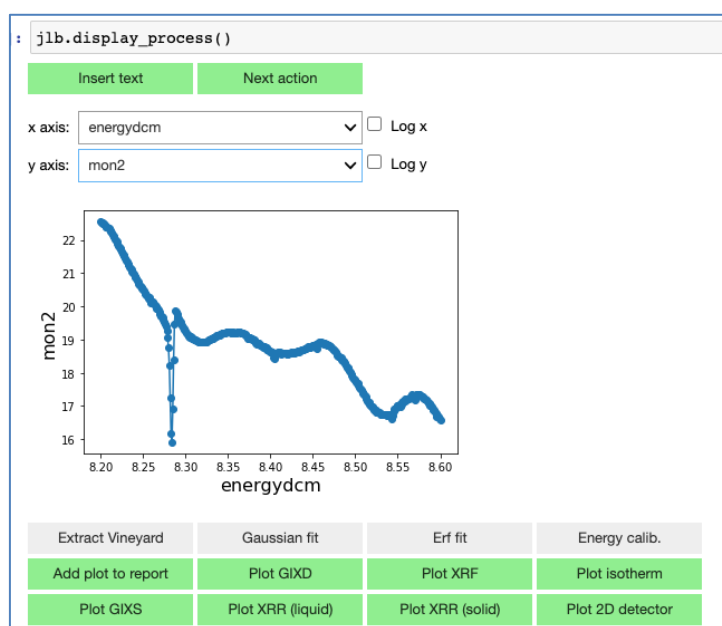 : jlb.display_process()
Insert text Next action
x axis: energydcm Log x
y axis: mon2 Log y
22
21
20
19
18
17
16
mon2
8.20 8.25 8.30 8.35 8.40 8.45 8.50 8.55 8.60
energydcm
Extract Vineyard Gaussian fit Erf fit Energy calib.
Add plot to report Plot GIXD Plot XRF Plot isotherm
Plot GIXS Plot XRR (liquid) Plot XRR (solid) Plot 2D detector